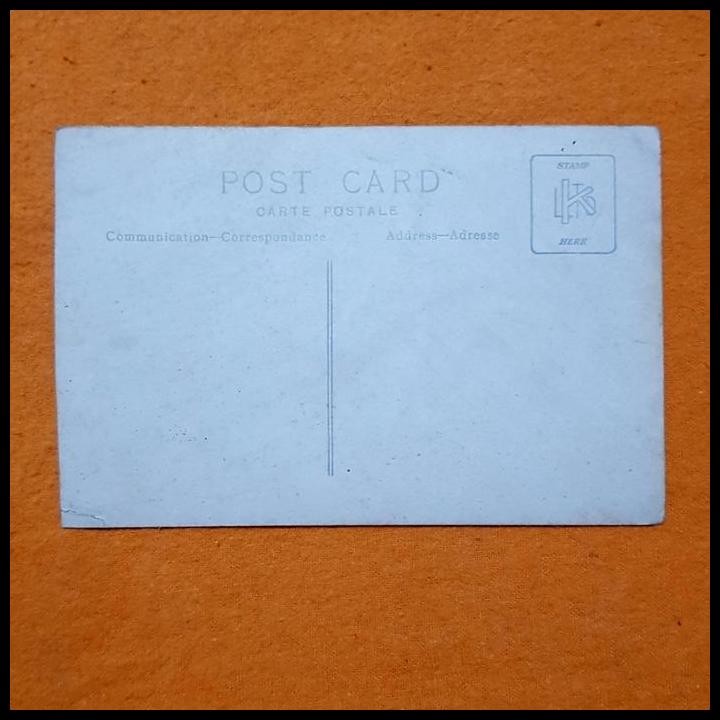 POST CARD
CARTE POSTALE
Communication—Correspondance
Address—Adresse
STAMP
HERE